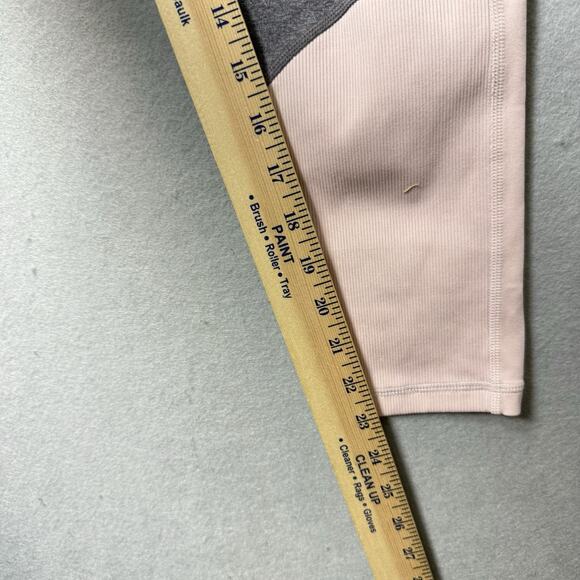 aulk
14
15
16
17
18
19
20
21
22
23
24
25
26
27
PAINT
• Brush • Roller • Tray
CLEAN UP
• Cleaner • Rags • Gloves